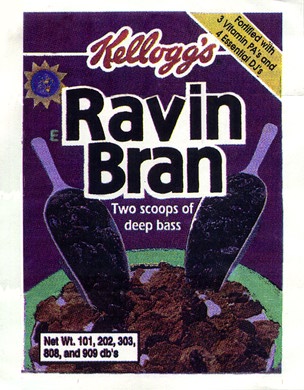 Kellogg's
Fortified with
3 Vitamin PA's and
4 Essential DJ's
E
Ravin
Bran
Two scoops of
deep bass
Net Wt. 101, 202, 303,
808, and 909 db's